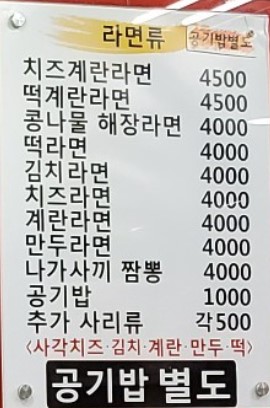 라면류 공기밥별도
치즈계란라면 4500
떡계란라면 4500
콩나물 해장라면 4000
떡라면 4000
김치라면 4000
치즈라면 4000
계란라면 4000
만두라면 4000
나가사끼 짬뽕 4000
공기밥 1000
추가 사리류 각500
〈사각치즈·김치·계란·만두·떡〉
공기밥 별도